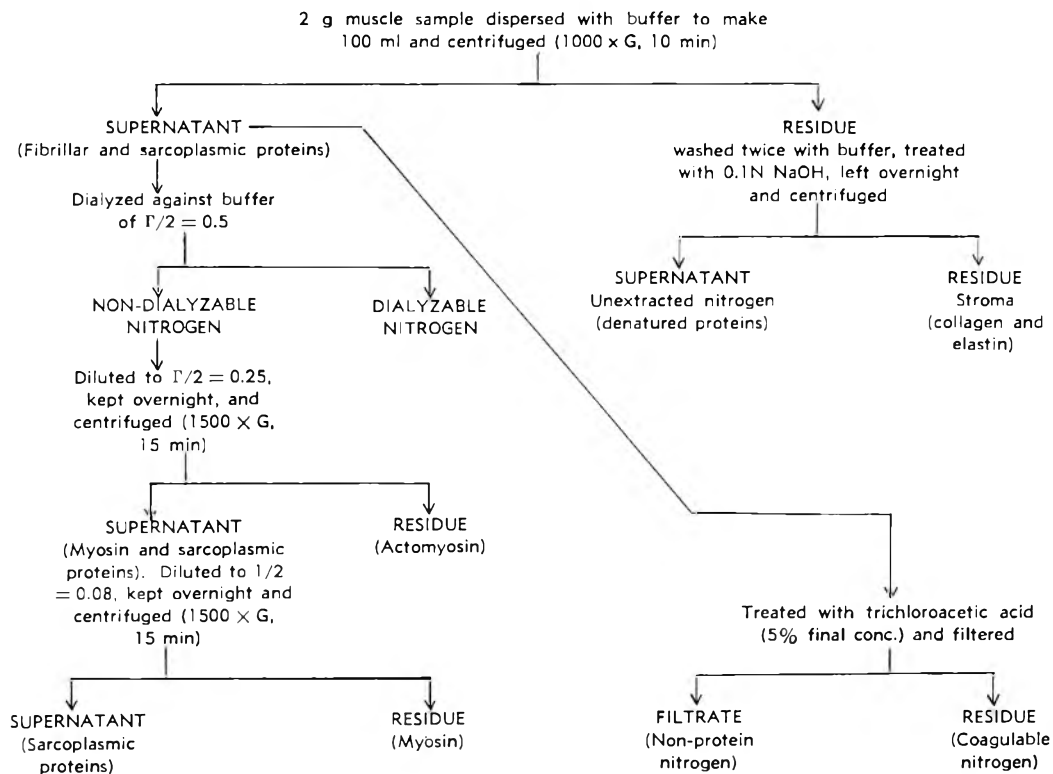 2 g muscle sample dispersed with buffer to make
100 ml and centrifuged (1000 x G, 10 min)
SUPERNATANT
(Fibrillar and sarcoplasmic proteins)
RESIDUE
washed twice with buffer, treated
with 0.1N NaOH, left overnight
and centrifuged
Dialyzed against buffer
of Γ/2 = 0.5
SUPERNATANT
Unextracted nitrogen
(denatured proteins)
RESIDUE
Stroma
(collagen and
elastin)
NON-DIALYZABLE
NITROGEN
DIALYZABLE
NITROGEN
Diluted to Γ/2 = 0.25,
kept overnight, and
centrifuged (1500 × G,
15 min)
SUPERNATANT
(Myosin and sarcoplasmic
proteins). Diluted to 1/2
= 0.08, kept overnight and
centrifuged (1500 × G,
15 min)
RESIDUE
(Actomyosin)
Treated with trichloroacetic acid
(5% final conc.) and filtered
SUPERNATANT
(Sarcoplasmic
proteins)
RESIDUE
(Myosin)
FILTRATE
(Non-protein
nitrogen)
RESIDUE
(Coagulable
nitrogen)